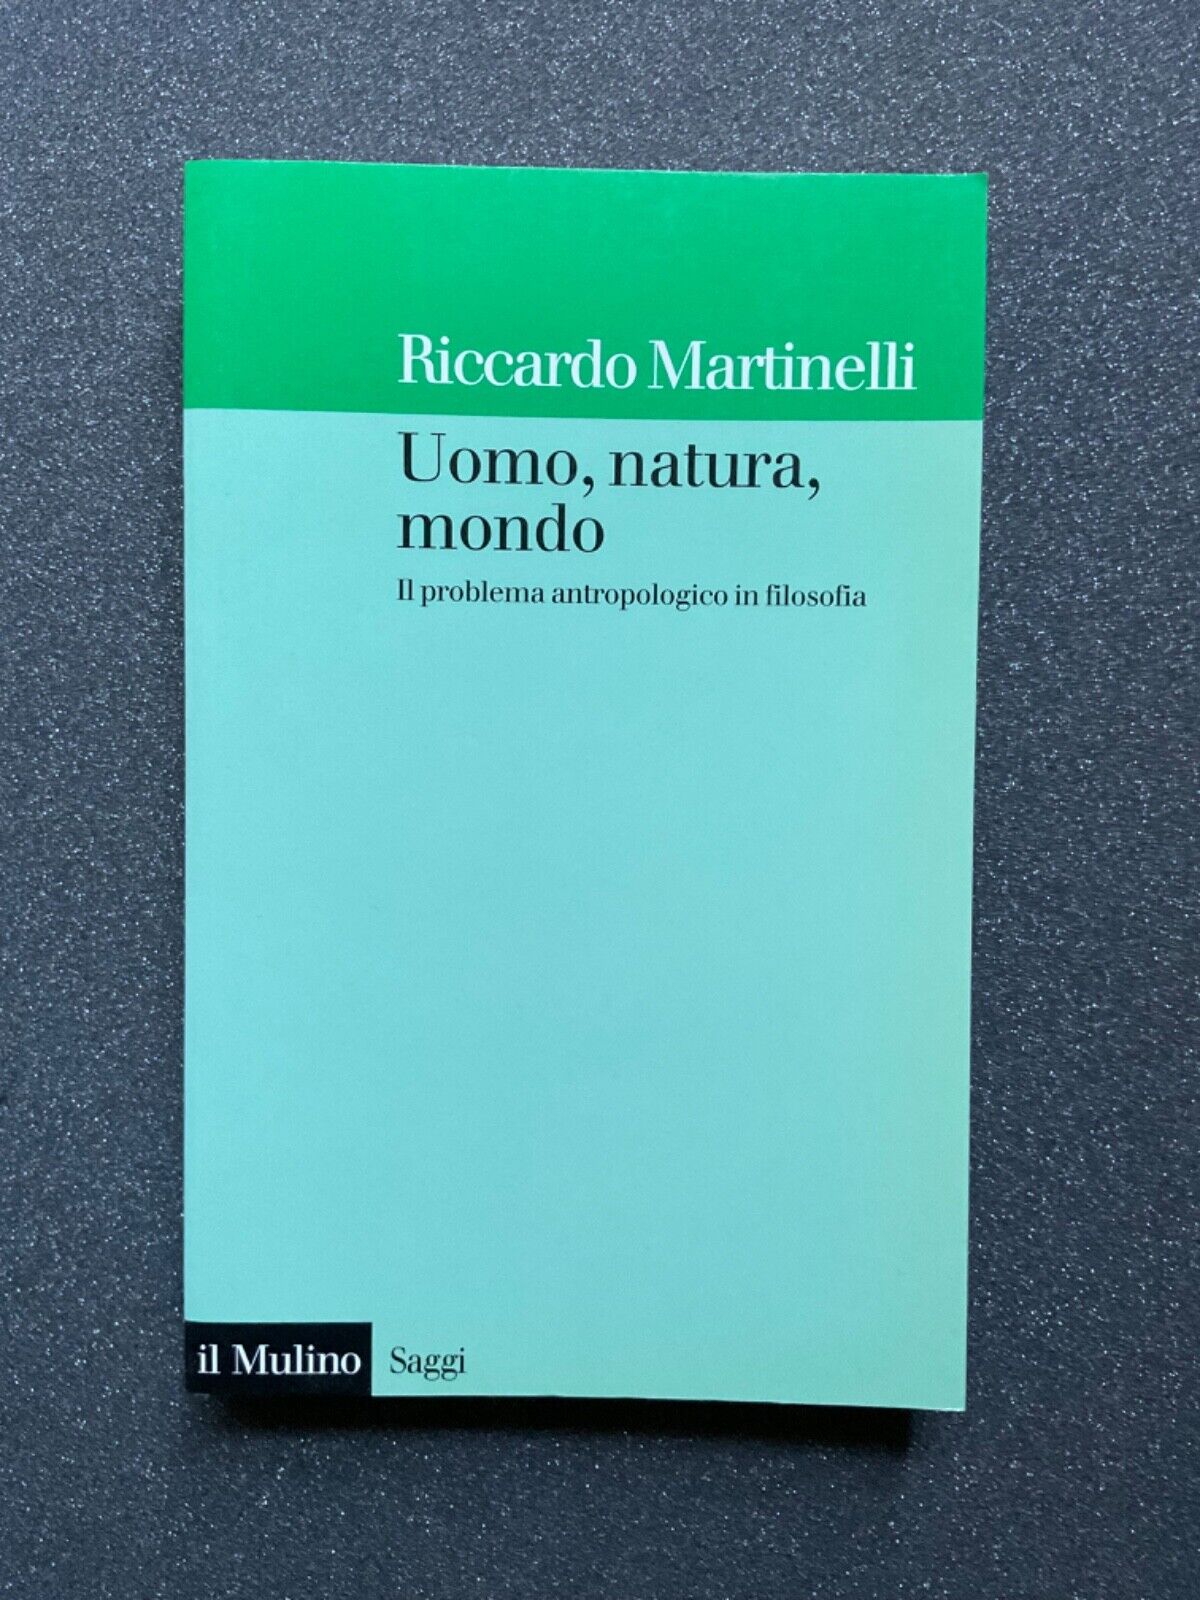 Riccardo Martinelli
Uomo, natura,
mondo
Il problema antropologico in filosofia
il Mulino Saggi